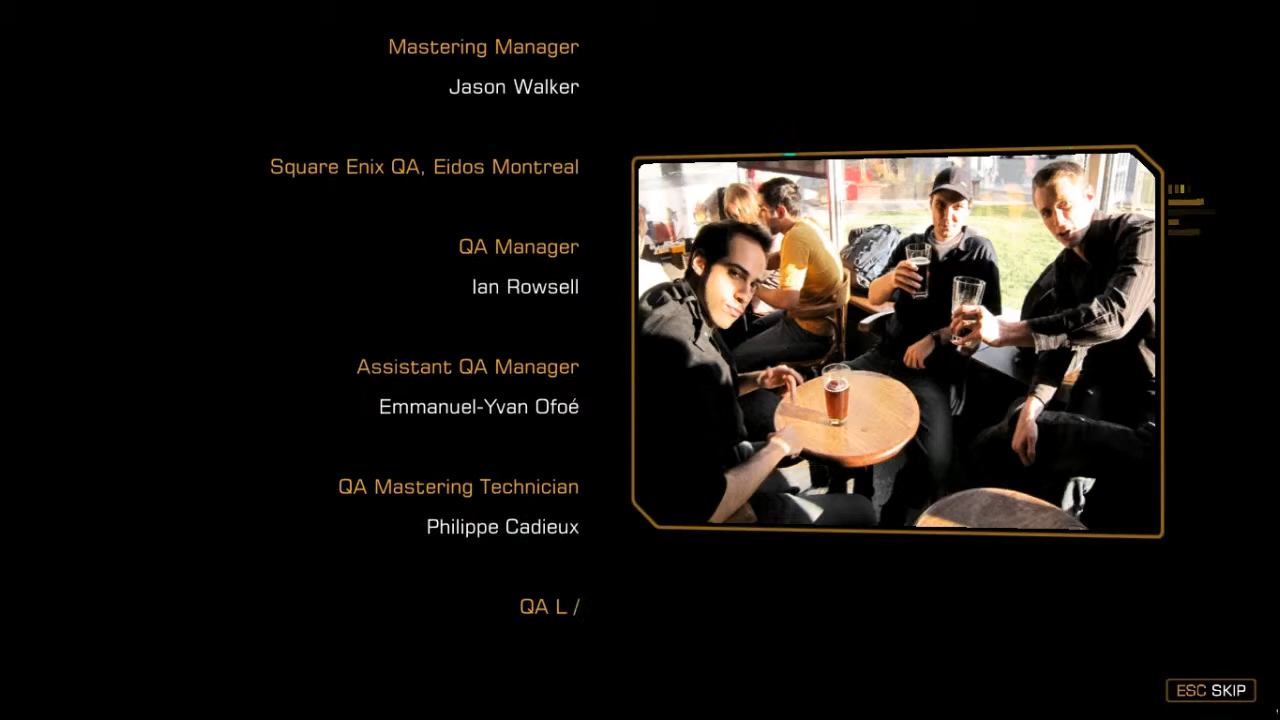 Mastering Manager
Jason Walker
Square Enix QA, Eidos Montreal
QA Manager
Ian Rowsell
Assistant QA Manager
Emmanuel-Yvan Ofoé
QA Mastering Technician
Philippe Cadieux
QA L /
ESC SKIP